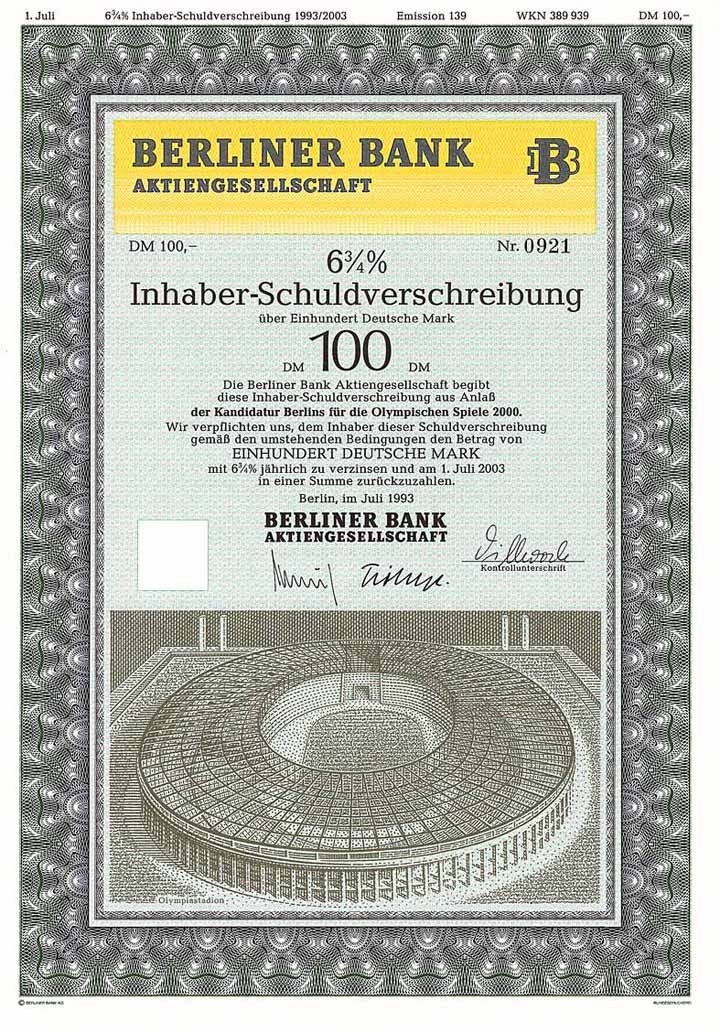 1. Juli 6¾% Inhaber-Schuldverschreibung 1993/2003 Emission 139 WKN 389 939 DM 100,–
BERLINER BANK
AKTIENGESELLSCHAFT
BB
DM 100,– Nr. 0921
6¾%
Inhaber-Schuldverschreibung
über Einhundert Deutsche Mark
DM 100 DM
Die Berliner Bank Aktiengesellschaft begibt
diese Inhaber-Schuldverschreibung aus Anlaß
der Kandidatur Berlins für die Olympischen Spiele 2000.
Wir verpflichten uns, dem Inhaber dieser Schuldverschreibung
gemäß den umstehenden Bedingungen den Betrag von
EINHUNDERT DEUTSCHE MARK
mit 6¾% jährlich zu verzinsen und am 1. Juli 2003
in einer Summe zurückzuzahlen.
Berlin, im Juli 1993
BERLINER BANK
AKTIENGESELLSCHAFT
Kontrollunterschrift
Olympiastadion
© BERLINER BANK AG BUNDESDRUCKEREI